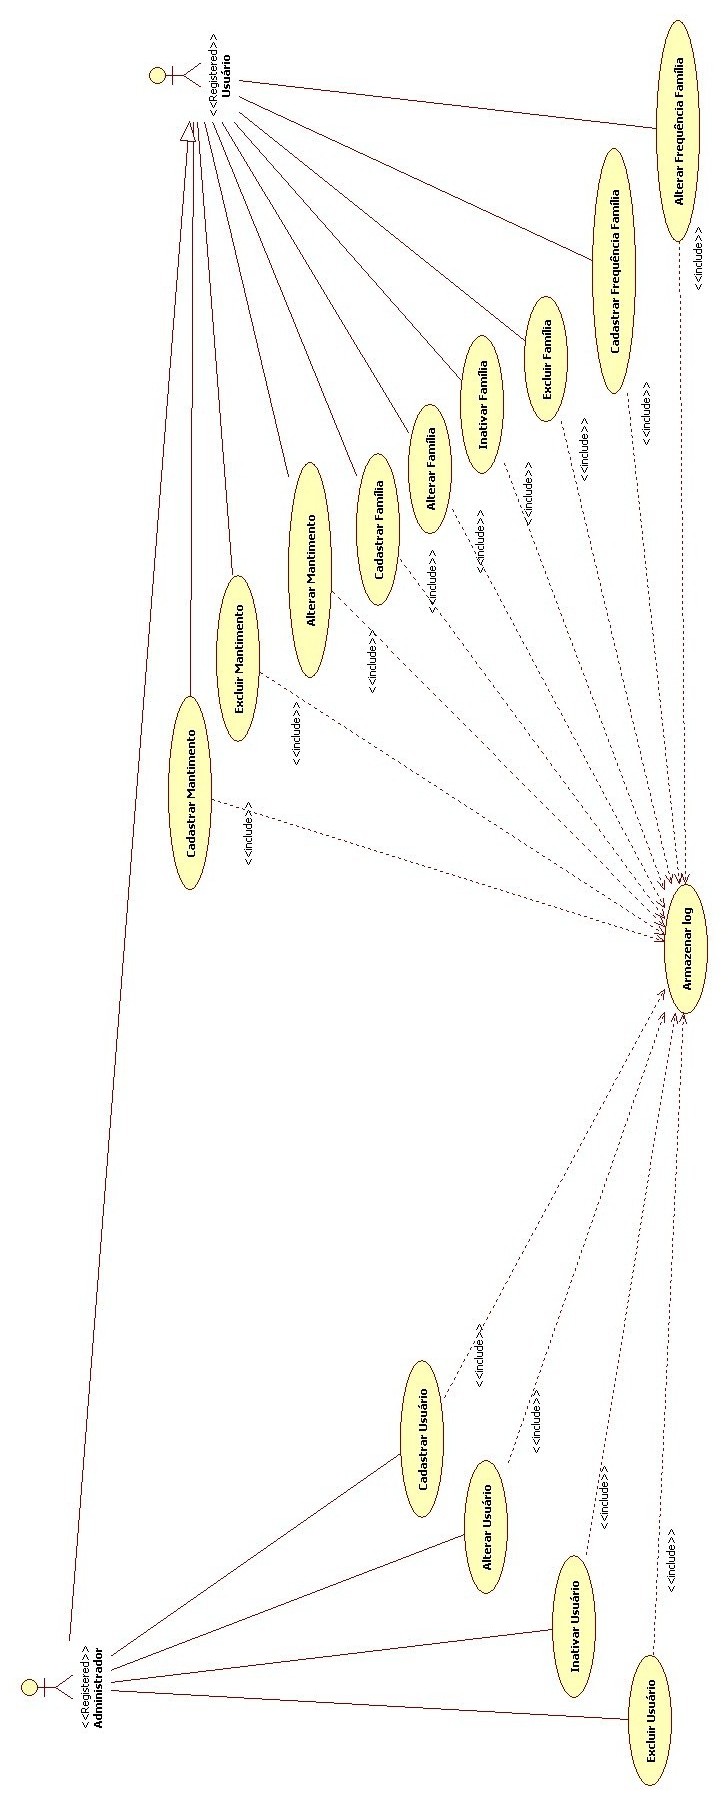 <<Registered>>
Administrador
<<Registered>>
Usuário
Cadastrar Mantimento
<<include>>
Excluir Mantimento
<<include>>
Alterar Mantimento
<<include>>
Cadastrar Família
<<include>>
Alterar Família
<<include>>
Inativar Família
<<include>>
Excluir Família
<<include>>
Cadastrar Frequência Família
<<include>>
Alterar Frequência Família
<<include>>
Cadastrar Usuário
<<include>>
Alterar Usuário
<<include>>
Inativar Usuário
<<include>>
Excluir Usuário
<<include>>
Armazenar log